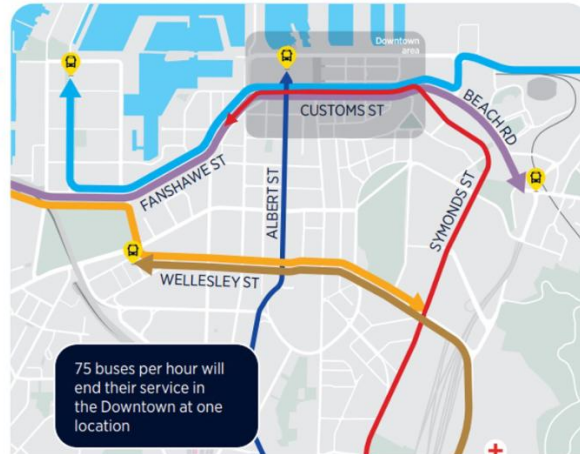 Downtown
area
CUSTOMS ST
BEACH RD
FANSHAWE ST
ALBERT ST
SYMONDS ST
WELLESLEY ST
75 buses per hour will
end their service in
the Downtown at one
location